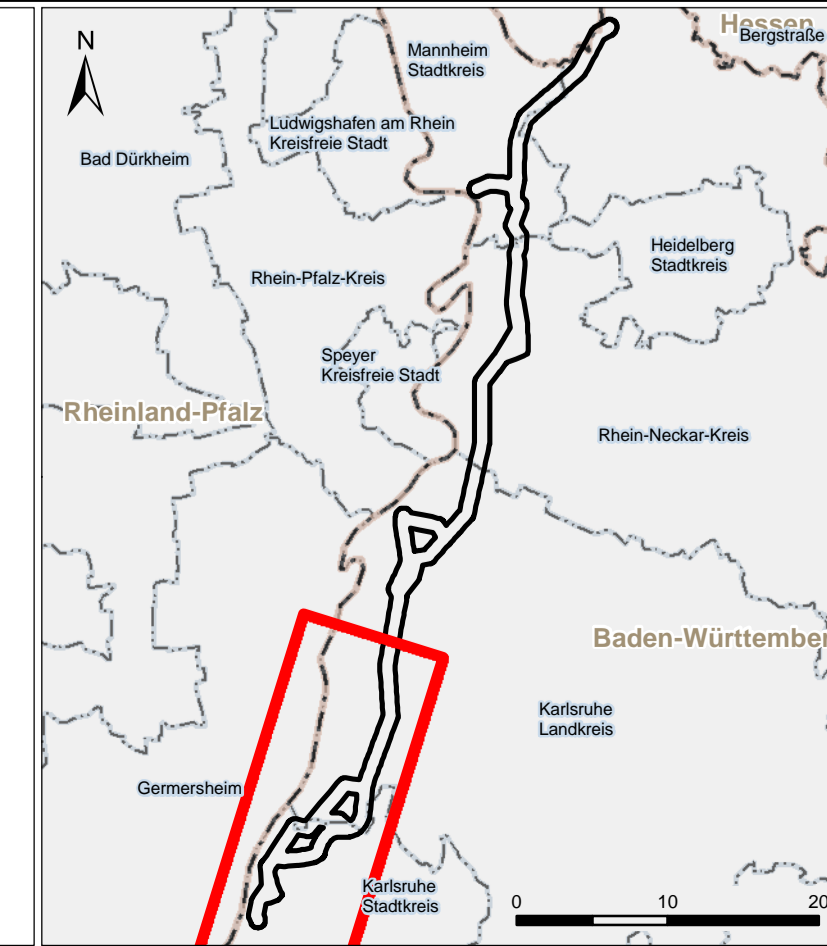 N
Hessen
Bergstraße
Mannheim
Stadtkreis
Ludwigshafen am Rhein
Kreisfreie Stadt
Bad Dürkheim
Heidelberg
Stadtkreis
Rhein-Pfalz-Kreis
Speyer
Kreisfreie Stadt
Rheinland-Pfalz
Rhein-Neckar-Kreis
Baden-Württember
Karlsruhe
Landkreis
Germersheim
Karlsruhe
Stadtkreis
0 10 20